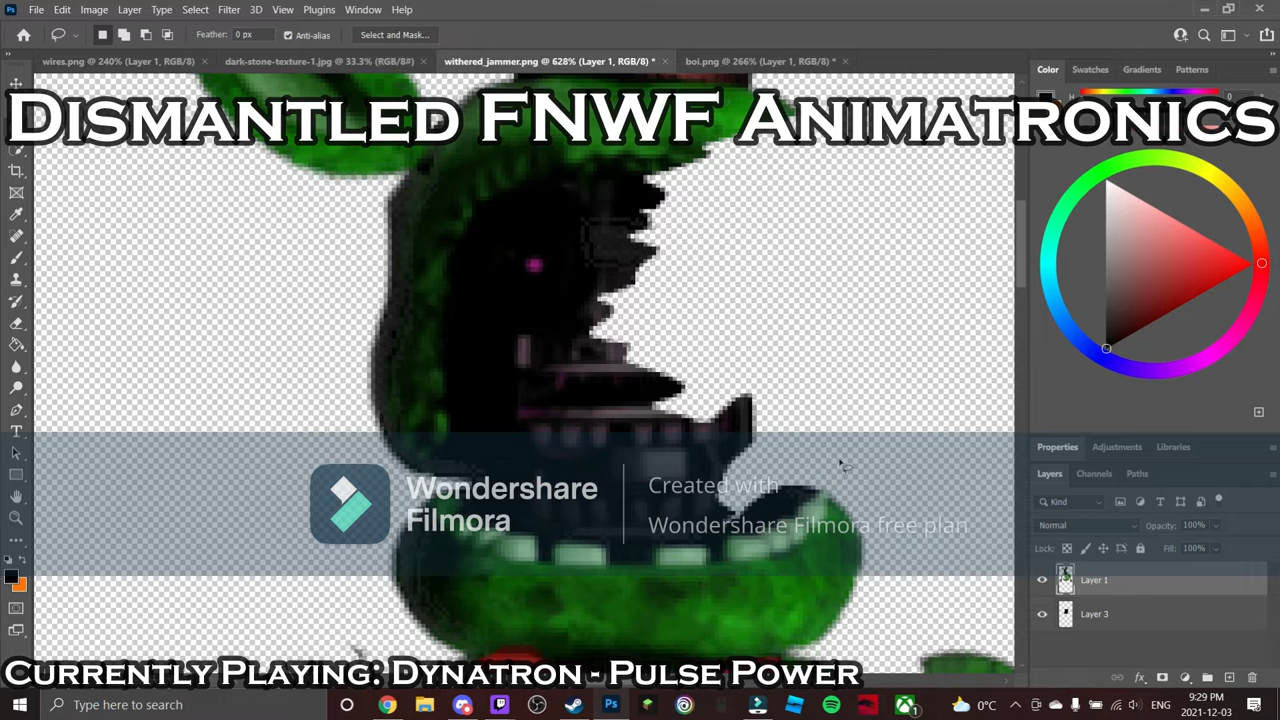 File Edit Image Layer Type Select Filter 3D View Plugins Window Help
Feather: 0 px Anti-alias Select and Mask...
wires.png @ 240% (Layer 1, RGB/8) × dark-stone-texture-1.jpg @ 33.3% (RGB/8#) × withered_jammer.png @ 628% (Layer 1, RGB/8) * × boi.png @ 266% (RGB/8) * ×
Color Swatches Gradients Patterns
H 0
Dismantled FNWF Animatronics
Properties Adjustments Libraries
Layers Channels Paths
Kind
Normal Opacity: 100%
Lock: Fill: 100%
Layer 1
Layer 3
Wondershare
Filmora
Created with
Wondershare Filmora free plan
Currently Playing: Dynatron - Pulse Power
Type here to search
0°C ENG 9:29 PM
2021-12-03